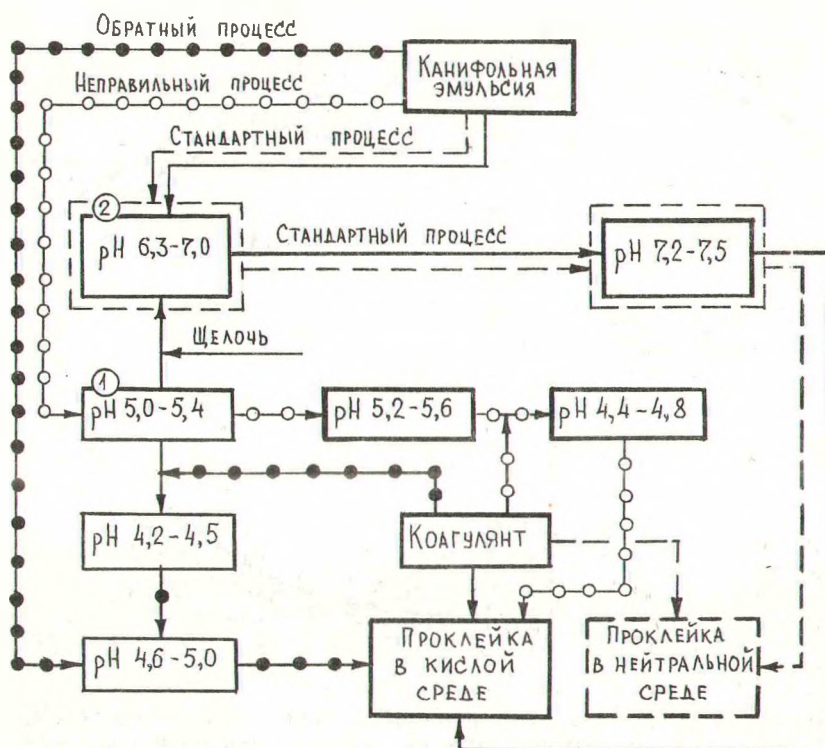 Обратный процесс
Канифольная
эмульсия
Неправильный процесс
Стандартный процесс
2
pH 6,3–7,0
Стандартный процесс
pH 7,2–7,5
Щелочь
1
pH 5,0–5,4
pH 5,2–5,6
pH 4,4–4,8
pH 4,2–4,5
Коагулянт
pH 4,6–5,0
Проклейка
в кислой
среде
Проклейка
в нейтральной
среде